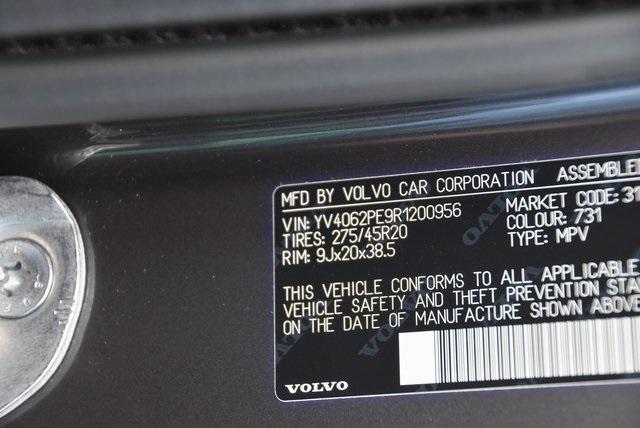 MFD BY VOLVO CAR CORPORATION ASSEMBLED
VIN: YV4062PE9R1200956 MARKET CODE: 31
TIRES: 275/45R20 COLOUR: 731
RIM: 9Jx20x38.5 TYPE: MPV
THIS VEHICLE CONFORMS TO ALL APPLICABLE
VEHICLE SAFETY AND THEFT PREVENTION STA
ON THE DATE OF MANUFACTURE SHOWN ABOVE
VOLVO